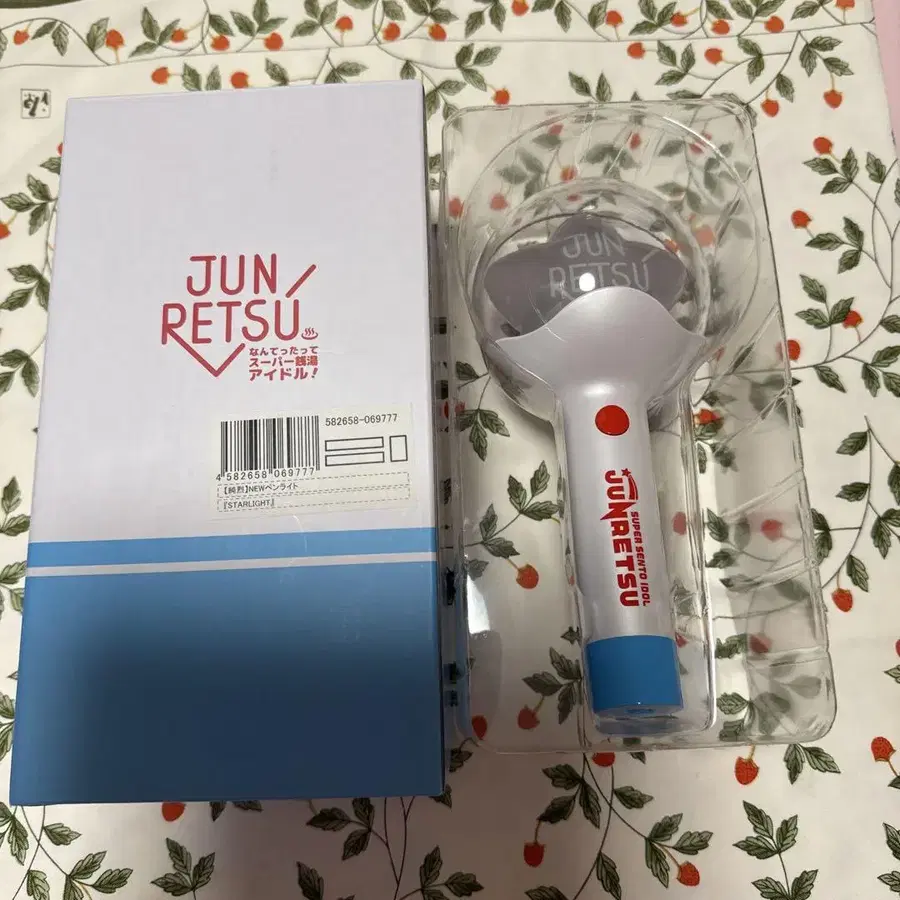 JUN
RETSU
なんてったって
スーパー銭湯
アイドル!
582658-069777
4 582658 069777
【純烈】NEWペンライト
『STARLIGHT』
JUN
RETSU
JUNRETSU
SUPER SENTO IDOL